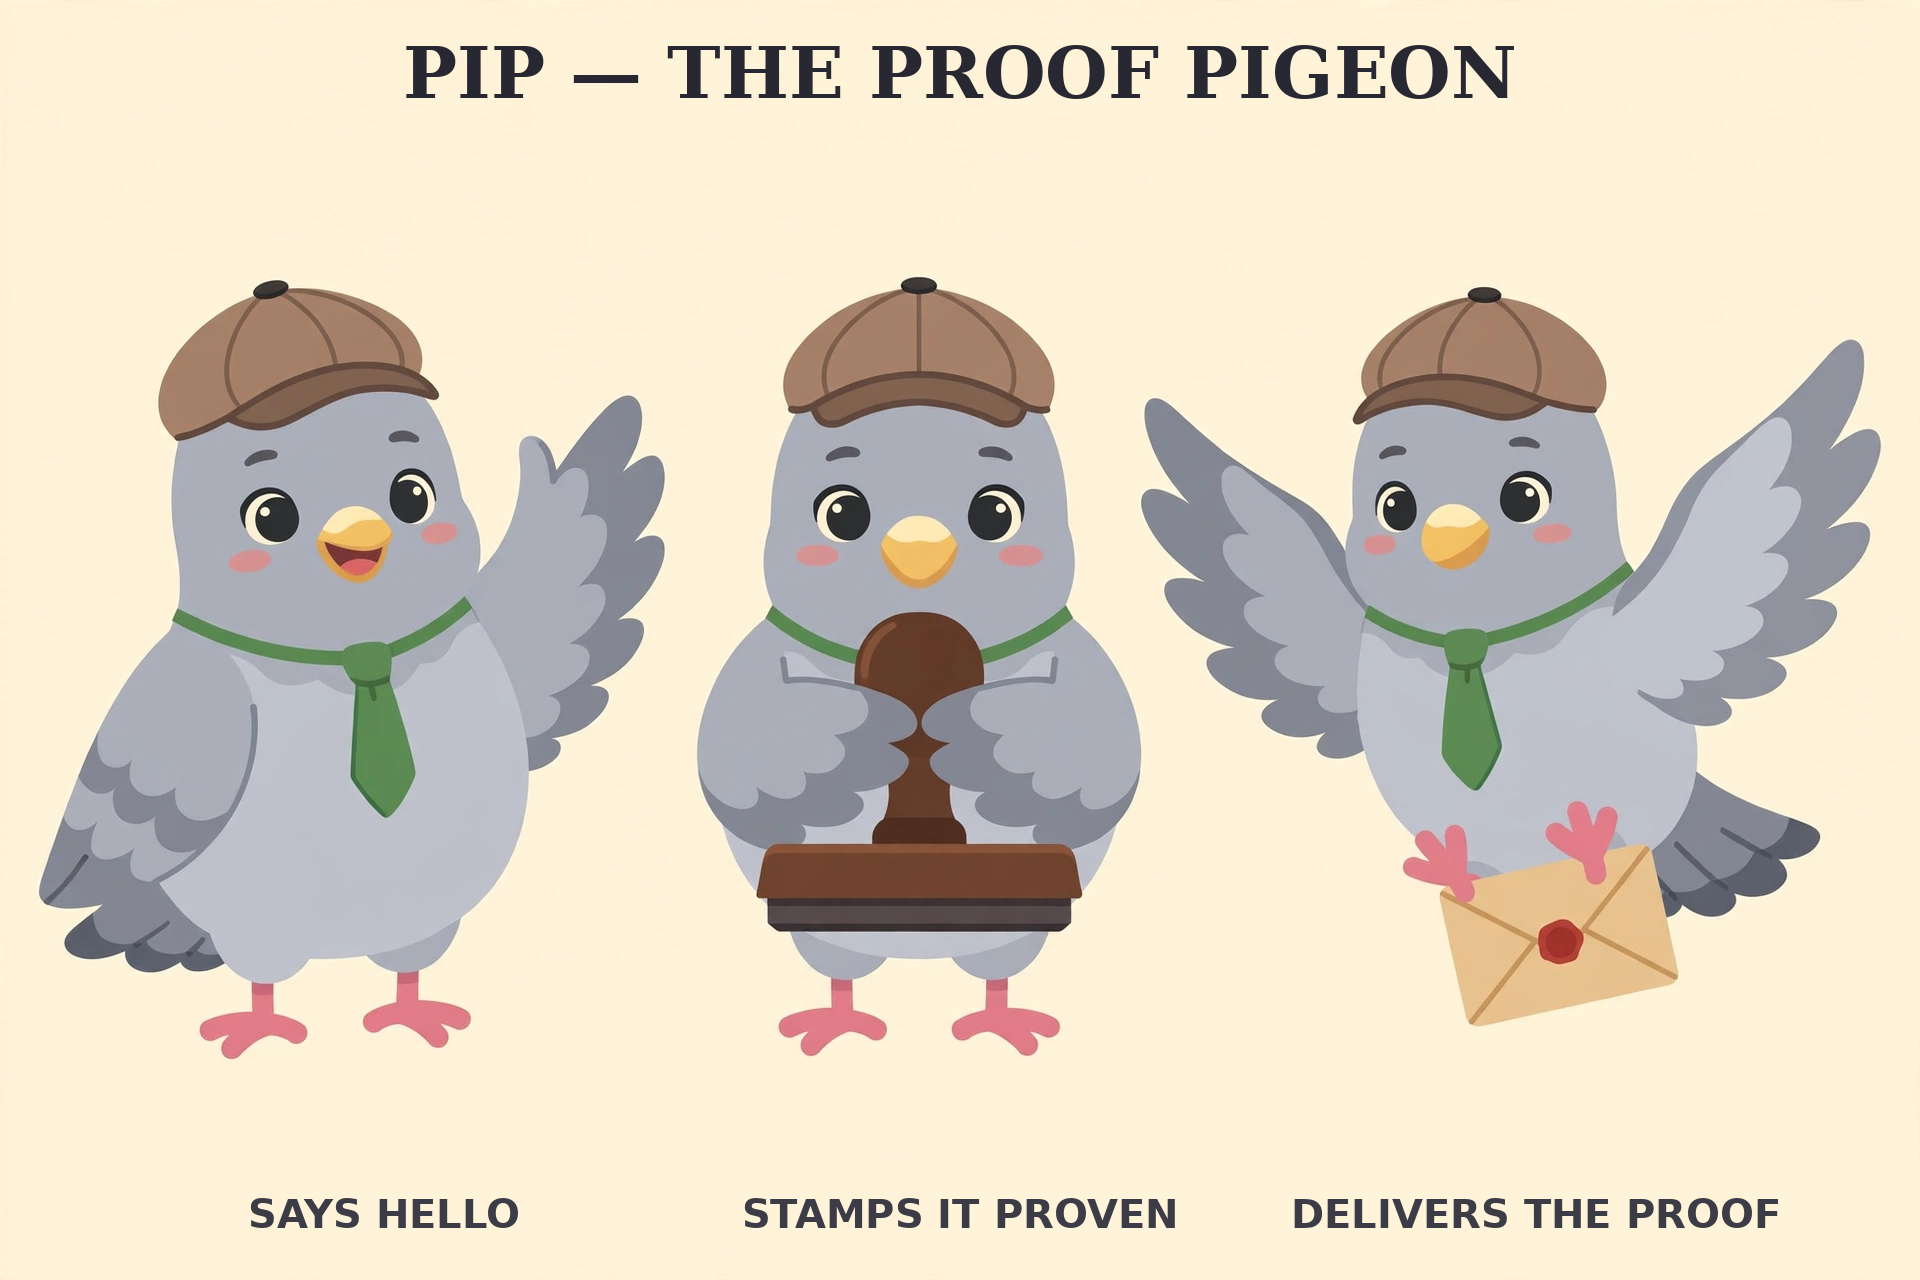 PIP — THE PROOF PIGEON
SAYS HELLO
STAMPS IT PROVEN
DELIVERS THE PROOF